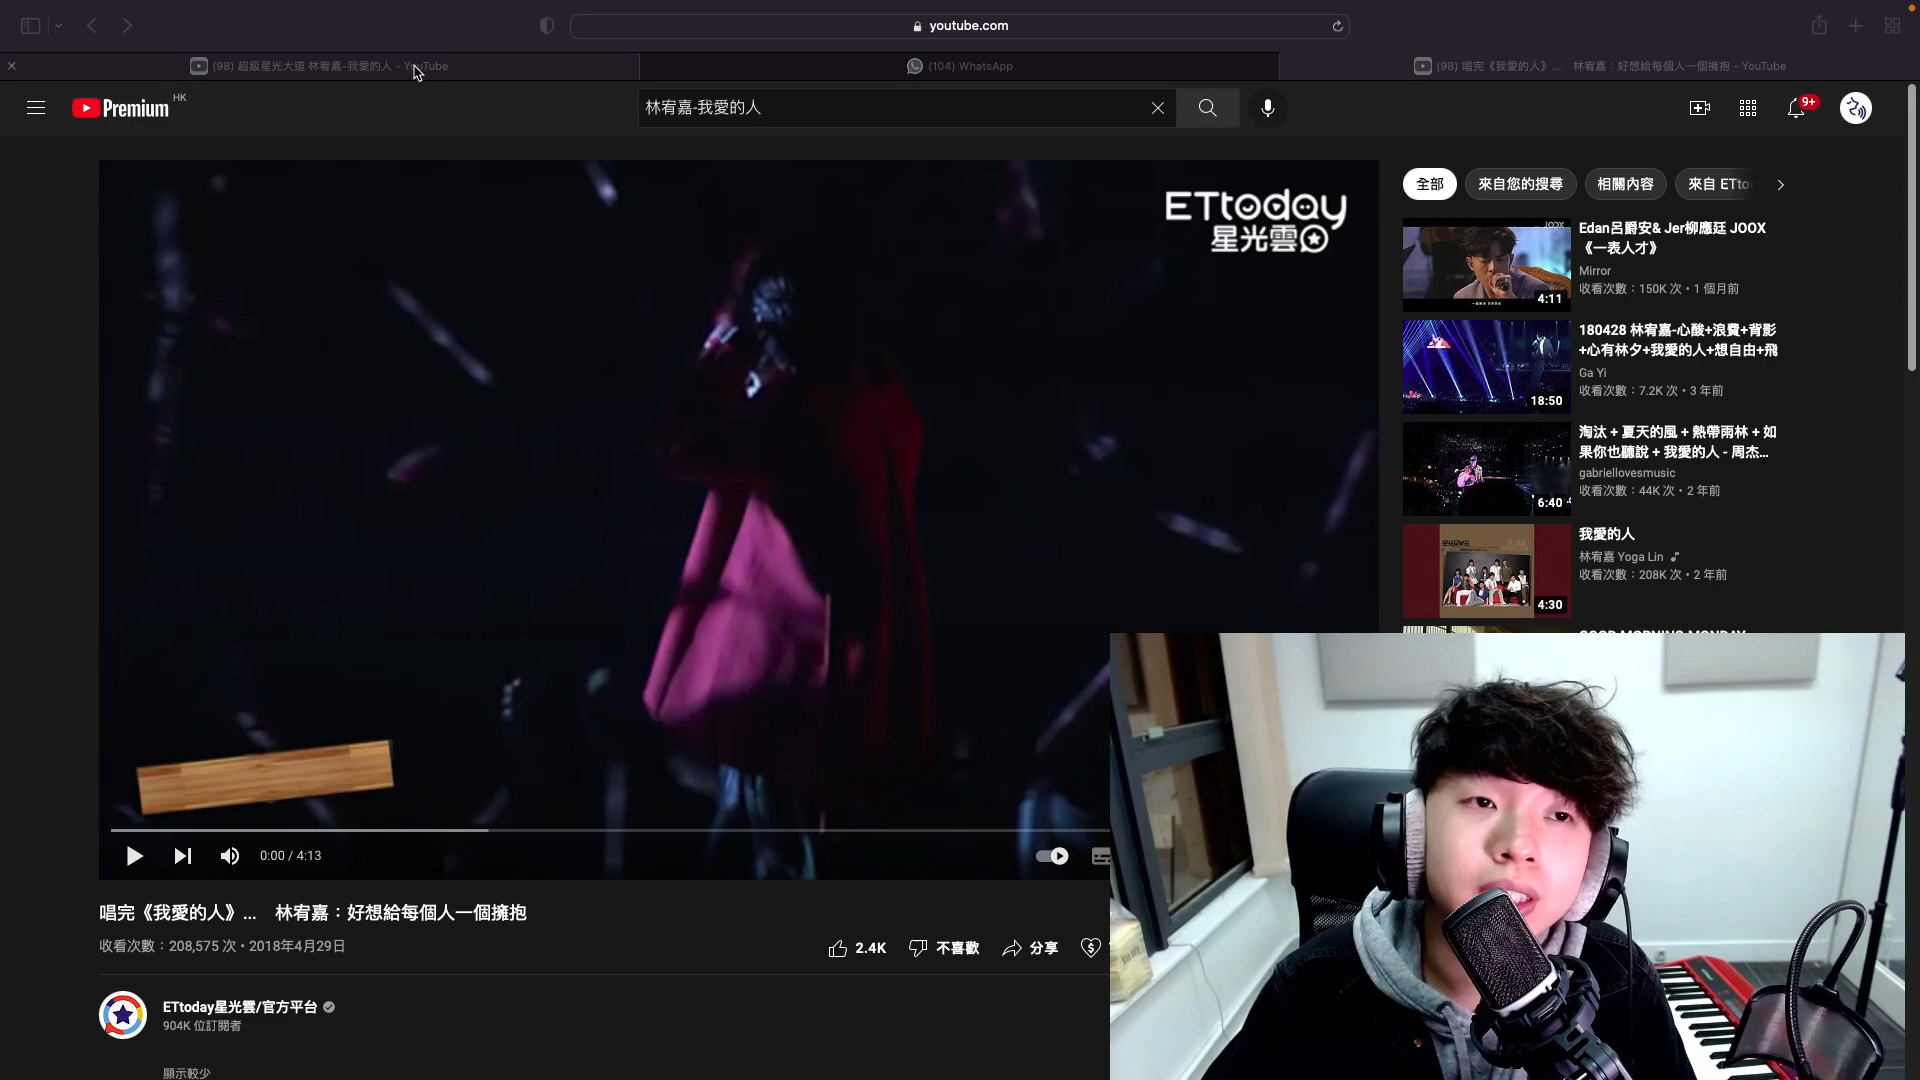 youtube.com
(98) 超級星光大道 林宥嘉-我愛的人 - YouTube
(104) WhatsApp
(98) 唱完《我愛的人》... 林宥嘉：好想給每個人一個擁抱 - YouTube
Premium HK
林宥嘉-我愛的人
9+
ETtoday
星光雲
全部
來自您的搜尋
相關內容
來自 ETto
Edan呂爵安& Jer柳應廷 JOOX
《一表人才》
Mirror
收看次數：150K 次・1 個月前
JOOX
4:11
180428 林宥嘉-心酸+浪費+背影
+心有林夕+我愛的人+想自由+飛
Ga Yi
收看次數：7.2K 次・3 年前
18:50
淘汰 + 夏天的風 + 熱帶雨林 + 如
果你也聽說 + 我愛的人 - 周杰...
gabriellovesmusic
收看次數：44K 次・2 年前
6:40
我愛的人
林宥嘉 Yoga Lin
收看次數：208K 次・2 年前
4:30
GOOD MORNING MONDAY
0:00 / 4:13
唱完《我愛的人》... 林宥嘉：好想給每個人一個擁抱
收看次數：208,575 次・2018年4月29日
2.4K
不喜歡
分享
ETtoday星光雲/官方平台
904K 位訂閱者
顯示較少